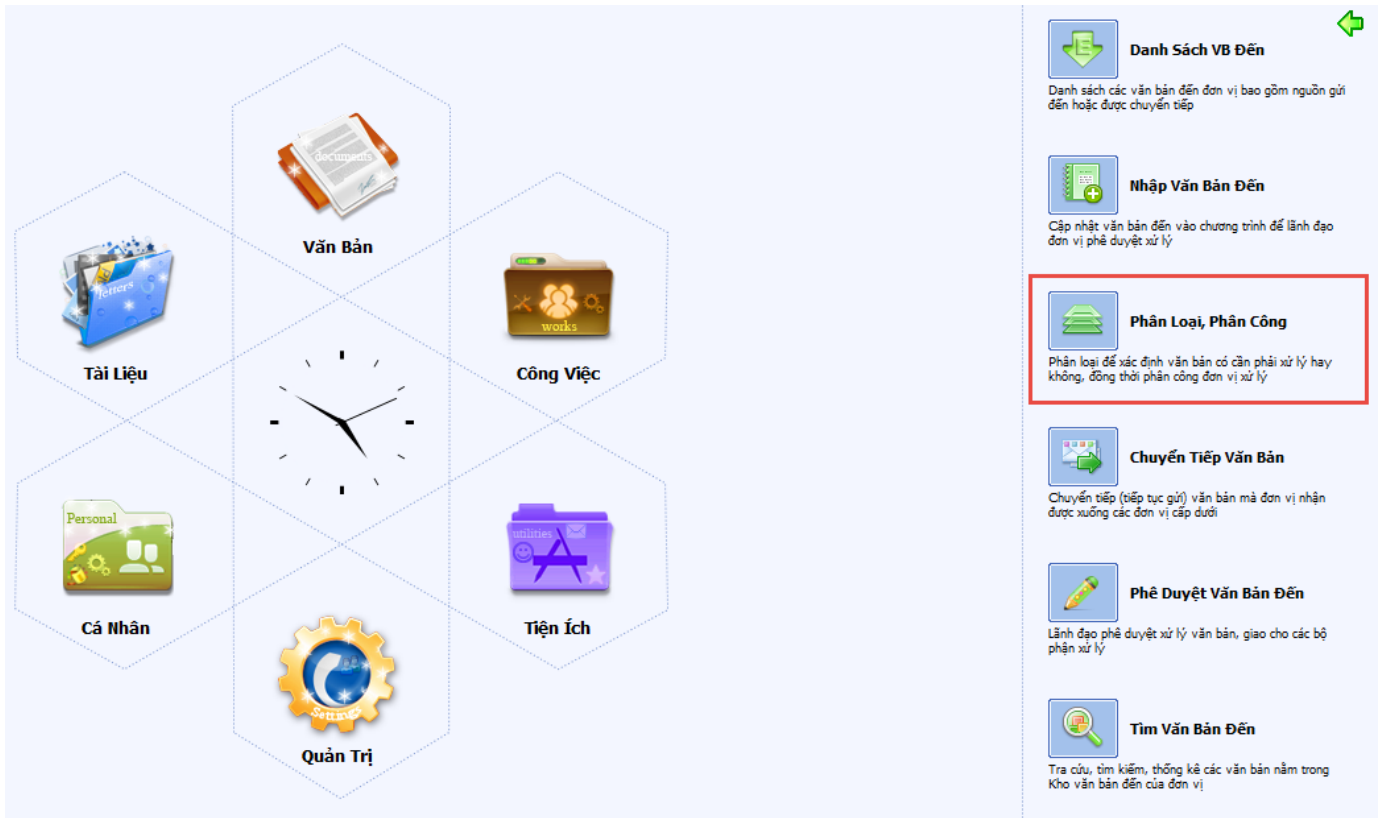 documents
Văn Bản
letters
Tài Liệu
works
Công Việc
Personal
Cá Nhân
utilities
Tiện Ích
Settings
Quản Trị
Danh Sách VB Đến
Danh sách các văn bản đến đơn vị bao gồm nguồn gửi
đến hoặc được chuyển tiếp
Nhập Văn Bản Đến
Cập nhật văn bản đến vào chương trình để lãnh đạo
đơn vị phê duyệt xử lý
Phân Loại, Phân Công
Phân loại để xác định văn bản có cần phải xử lý hay
không, đồng thời phân công đơn vị xử lý
Chuyển Tiếp Văn Bản
Chuyển tiếp (tiếp tục gửi) văn bản mà đơn vị nhận
được xuống các đơn vị cấp dưới
Phê Duyệt Văn Bản Đến
Lãnh đạo phê duyệt xử lý văn bản, giao cho các bộ
phận xử lý
Tìm Văn Bản Đến
Tra cứu, tìm kiếm, thống kê các văn bản nằm trong
Kho văn bản đến của đơn vị